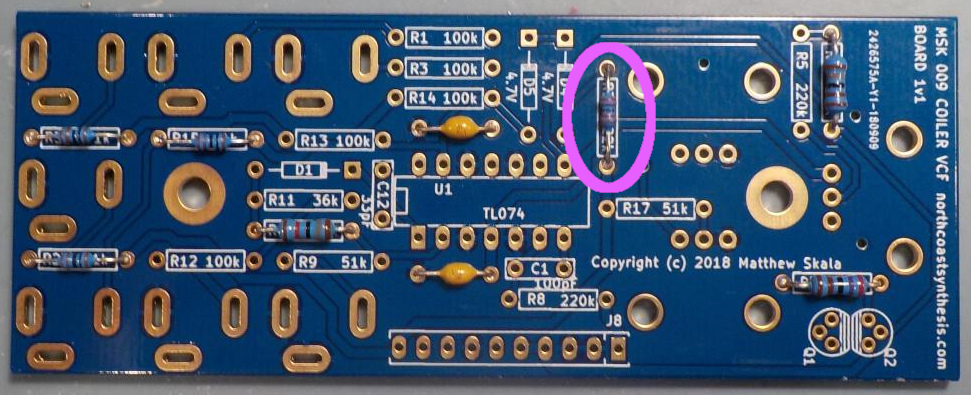 R1 100k
R3 100k
R14 100k
D5
4.7V
4.7V
R5 220k
2426575A-Y1-180909
MSK 009 COILER VCF northcoastsynthesis.com
BOARD 1v1
R13 100k
D1
C12
33pF
U1
TL074
R11 36k
R17 51k
R12 100k
R9 51k
C1
100pF
R8 220k
Copyright (c) 2018 Matthew Skala
J8
Q1
Q2